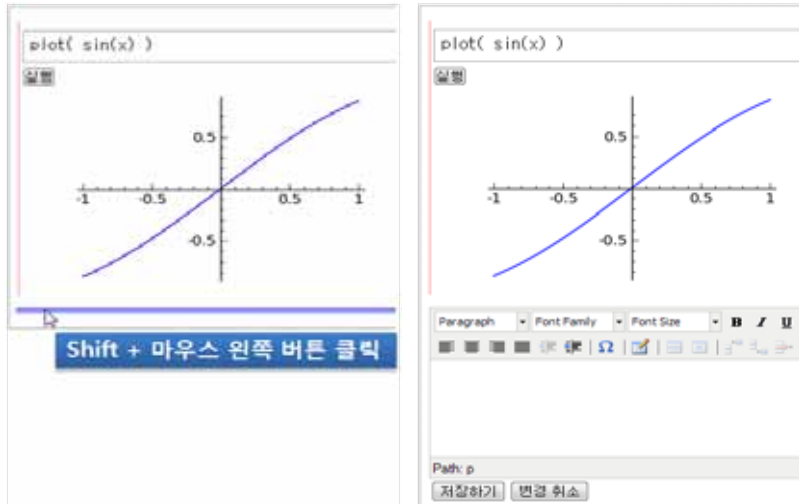 plot( sin(x) )
실행
0.5
-1 -0.5 0.5 1
-0.5
Shift + 마우스 왼쪽 버튼 클릭
plot( sin(x) )
실행
0.5
-1 -0.5 0.5 1
-0.5
Paragraph Font Family Font Size B I U
Ω
Path: p
저장하기 변경 취소